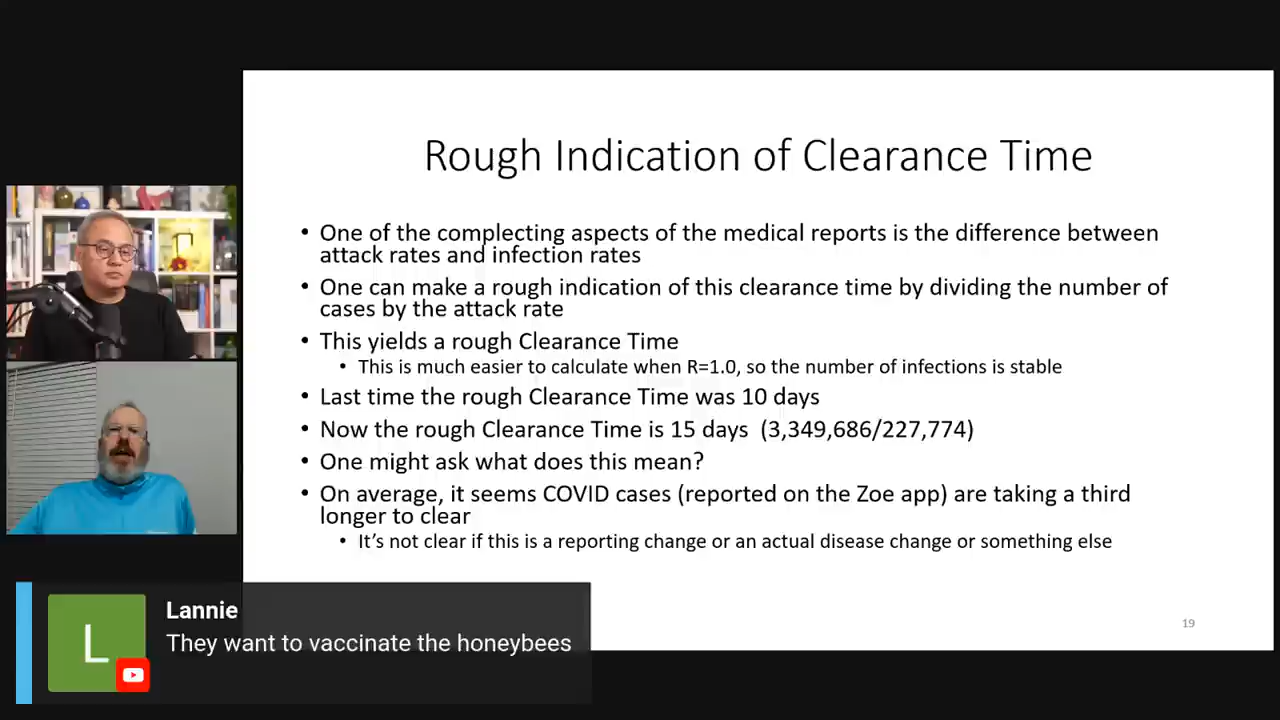 Rough Indication of Clearance Time
• One of the complecting aspects of the medical reports is the difference between
attack rates and infection rates
• One can make a rough indication of this clearance time by dividing the number of
cases by the attack rate
• This yields a rough Clearance Time
• This is much easier to calculate when R=1.0, so the number of infections is stable
• Last time the rough Clearance Time was 10 days
• Now the rough Clearance Time is 15 days (3,349,686/227,774)
• One might ask what does this mean?
• On average, it seems COVID cases (reported on the Zoe app) are taking a third
longer to clear
• It's not clear if this is a reporting change or an actual disease change or something else
19
L
Lannie
They want to vaccinate the honeybees